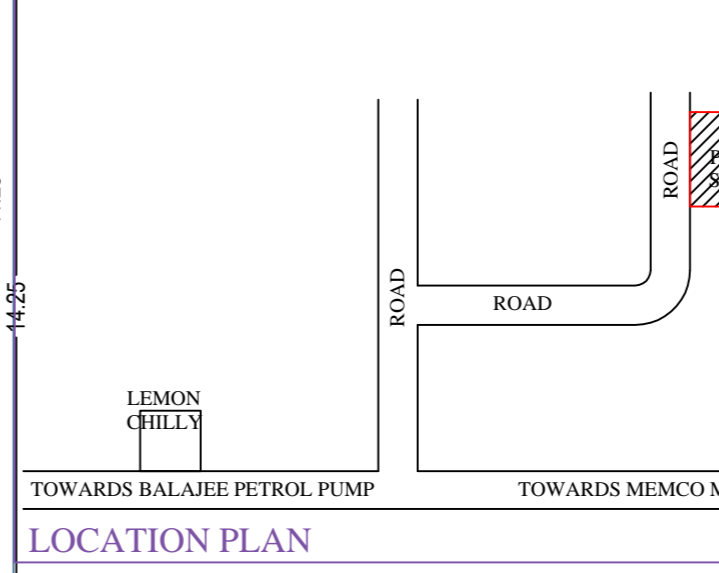 ROAD
ROAD
ROAD
14.25
LEMON
CHILLY
TOWARDS BALAJEE PETROL PUMP
TOWARDS MEMCO
LOCATION PLAN